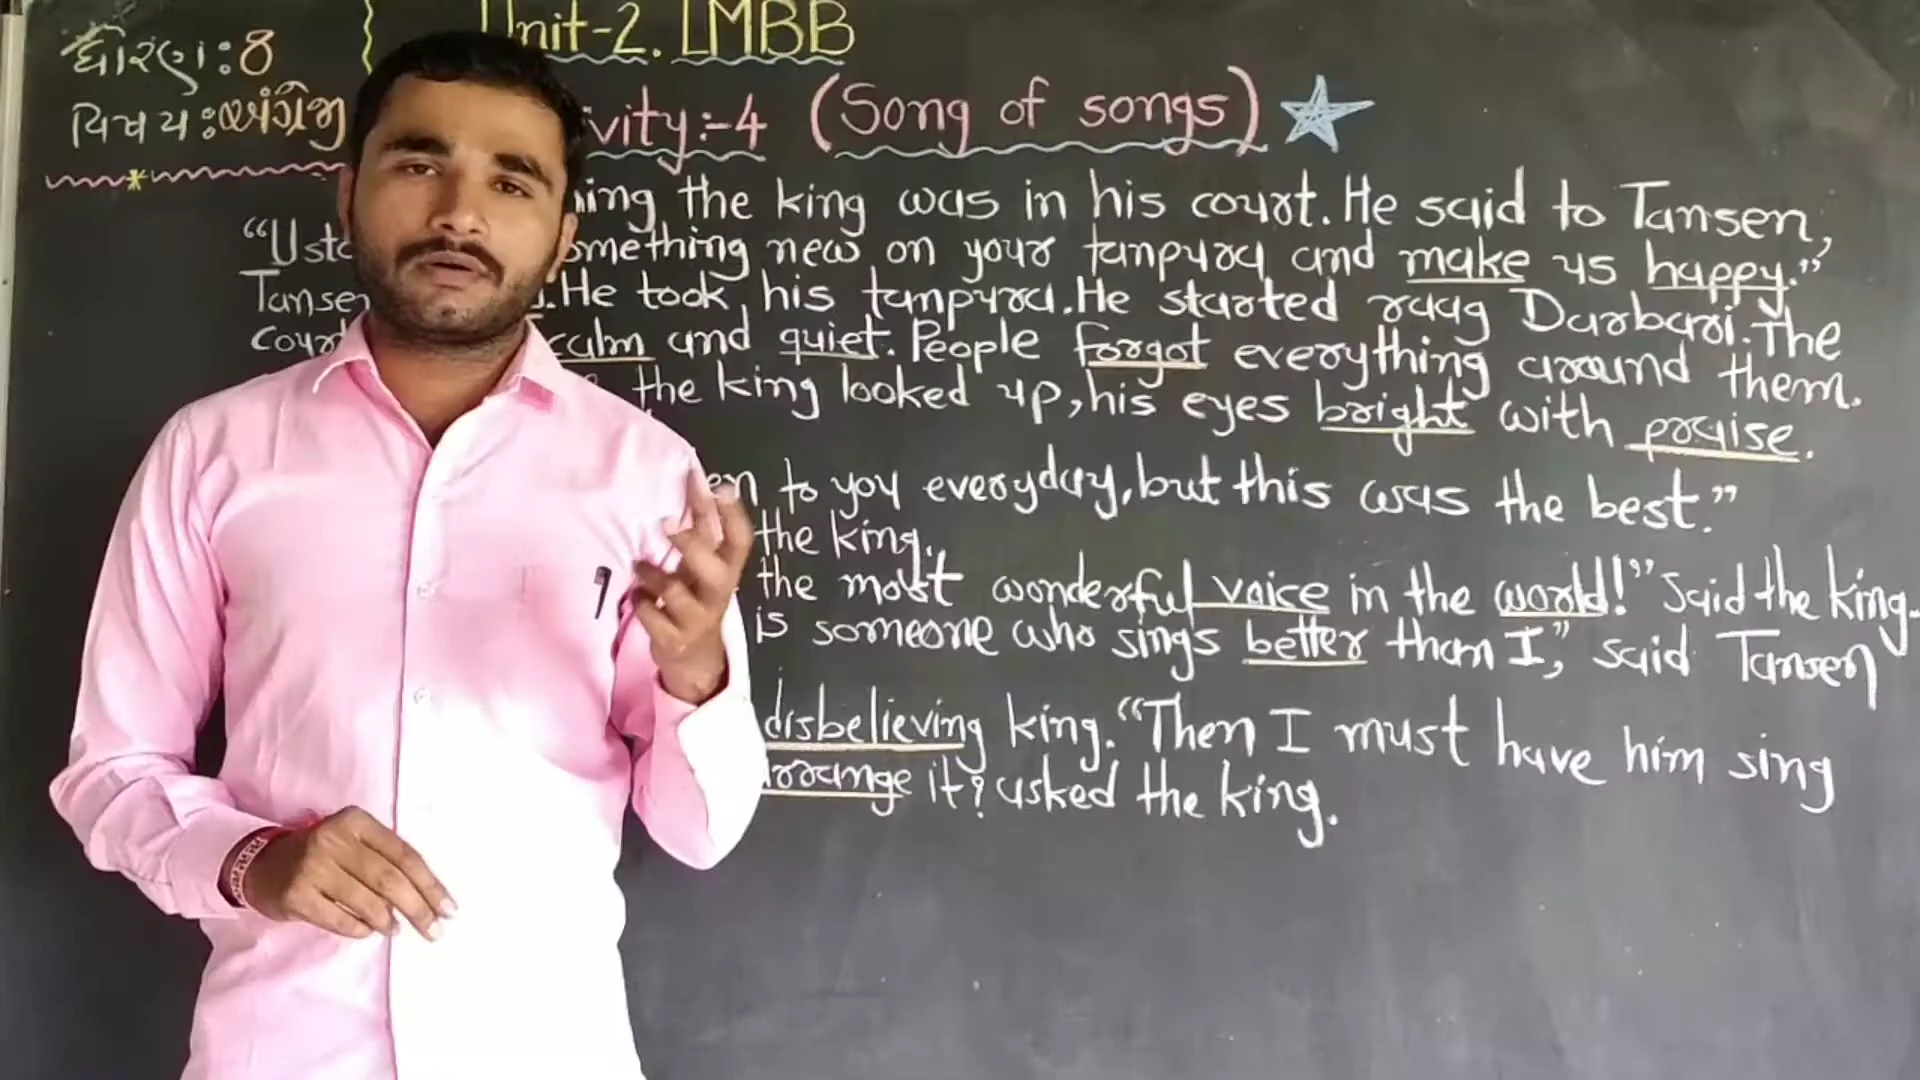 ધોરણ:8
વિષય:અંગ્રેજી
Unit-2. LMBB
vity:-4 (Song of songs)
ning the king was in his court. He said to Tansen,
"Usta omething new on your tanpura and make us happy."
Tansen . He took his tanpura. He started raag Darbari. The
cour calm and quiet. People forgot everything around them.
the king looked up, his eyes bright with praise.
en to you everyday, but this was the best."
the king.
the most wonderful voice in the world!" Said the king.
is someone who sings better than I," said Tansen
disbelieving king. "Then I must have him sing
arrange it? asked the king.